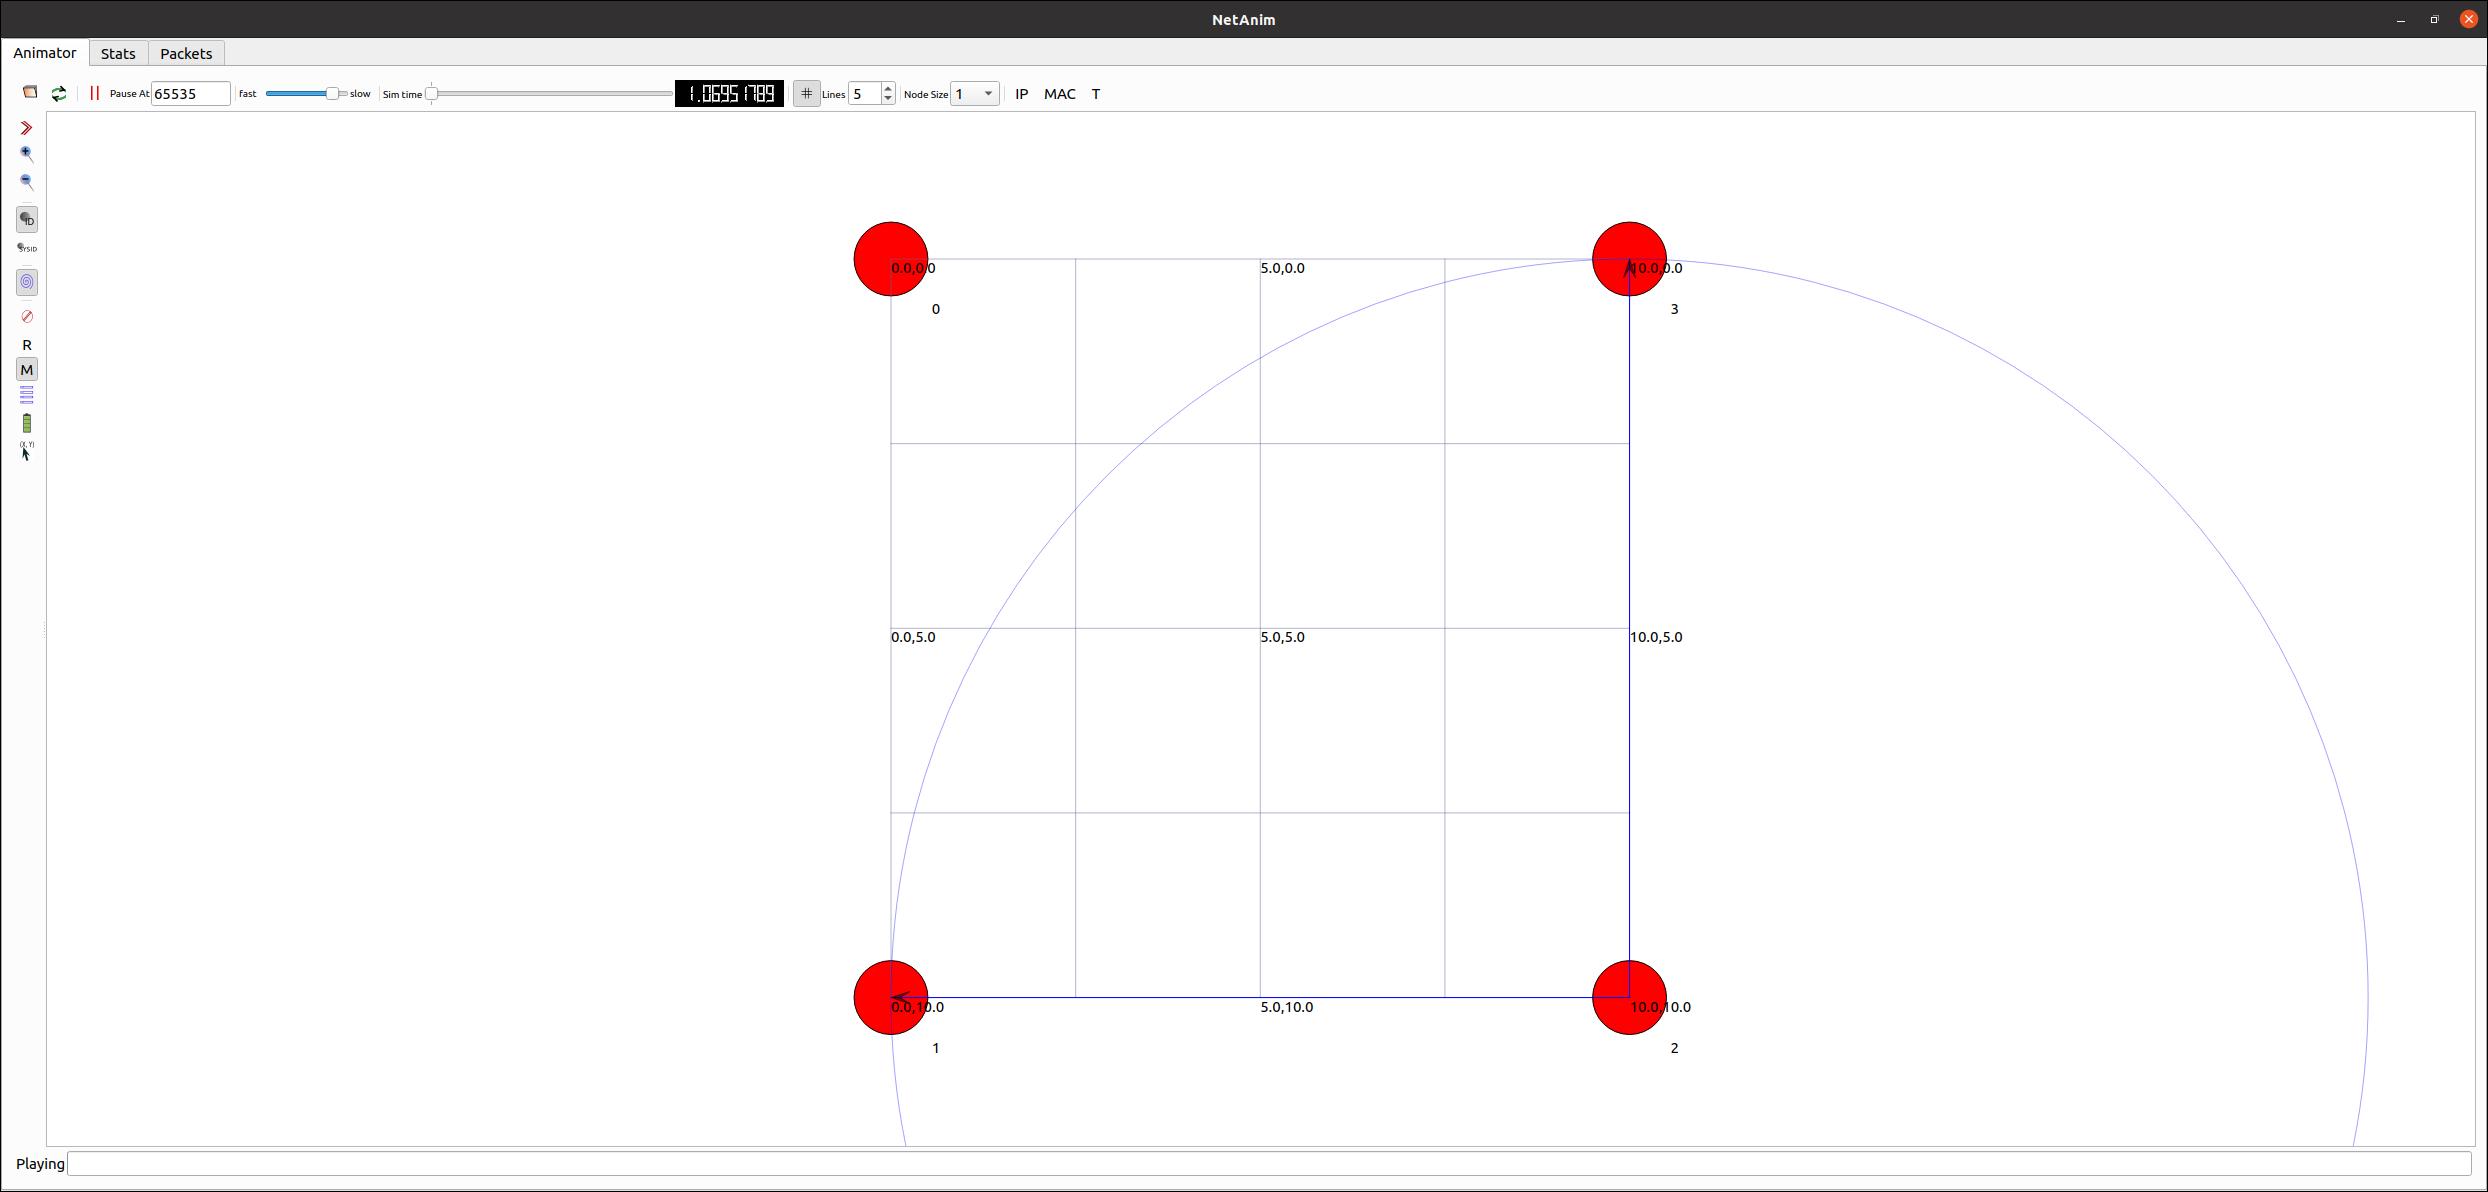 NetAnim
Animator Stats Packets
Pause At 65535 fast slow Sim time 1.06951789 # Lines 5 Node Size 1 IP MAC T
ID
SYSID
R
M
(X, Y)
0.0,0.0 5.0,0.0 10.0,0.0
0 3
0.0,5.0 5.0,5.0 10.0,5.0
0.0,10.0 5.0,10.0 10.0,10.0
1 2
Playing